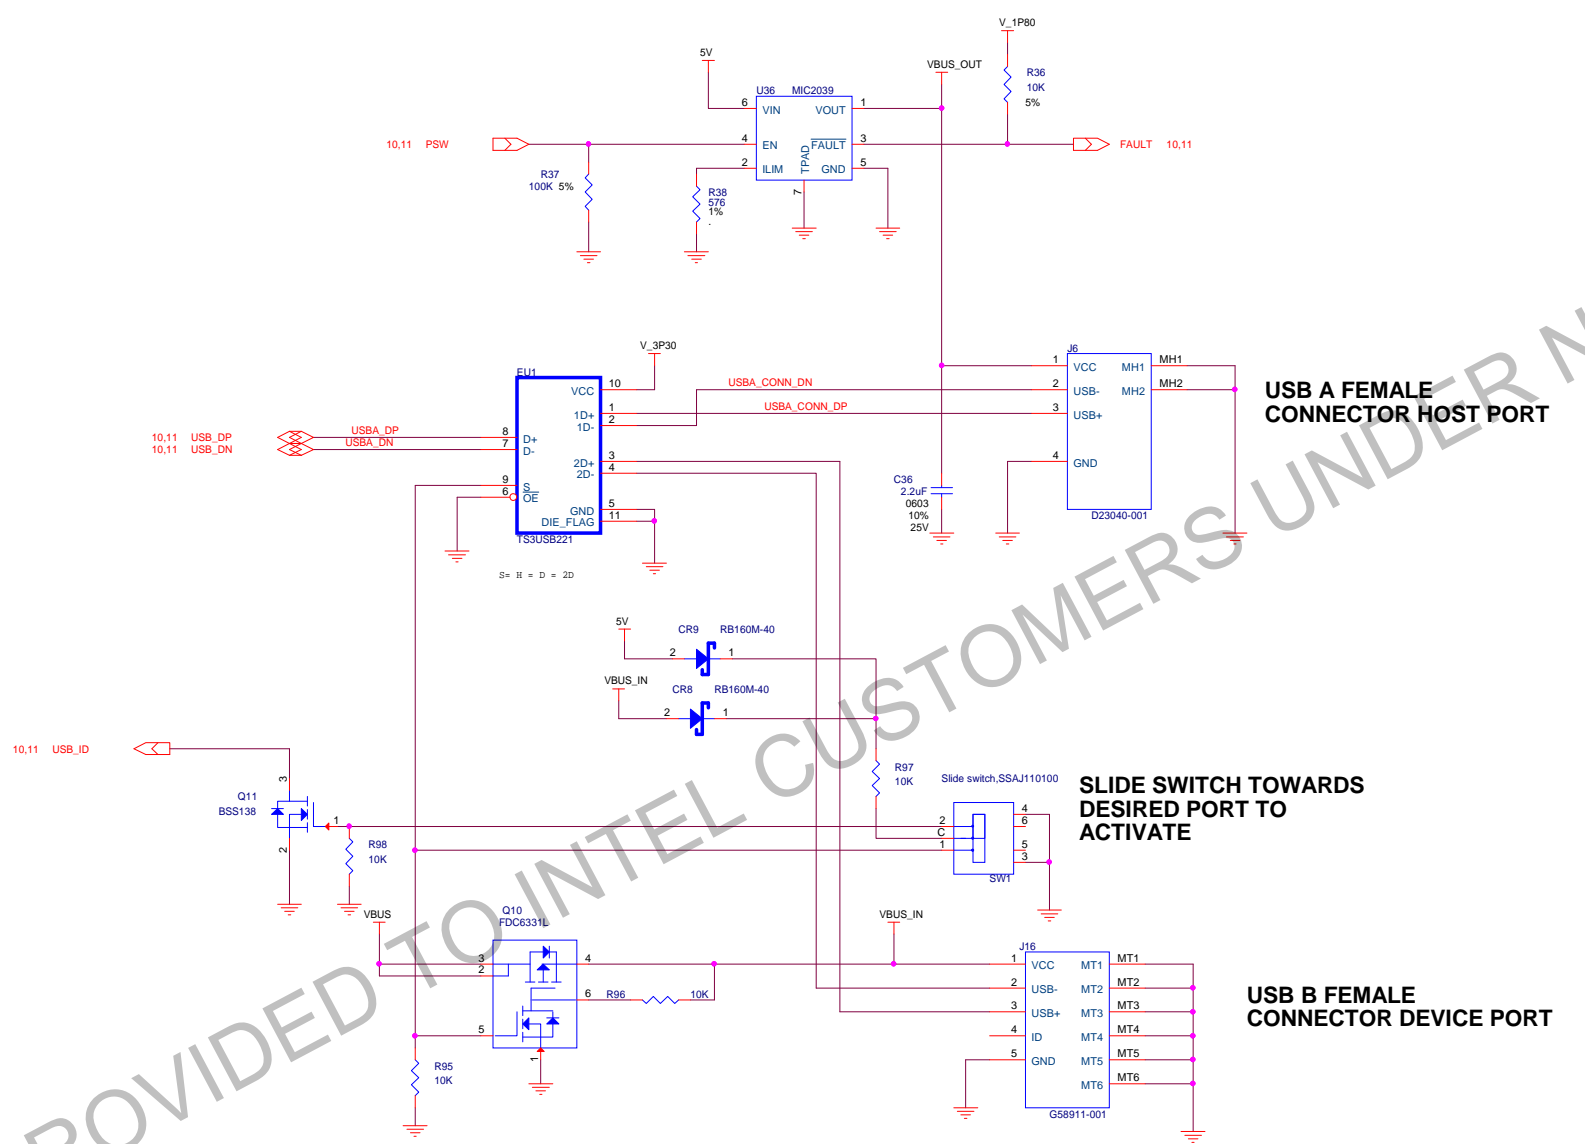 V_1P80
5V
VBUS_OUT
R36
10K
5%
U36 MIC2039
6 VIN VOUT 1
10,11 PSW
4 EN FAULT 3
FAULT 10,11
2 ILIM TPAD GND 5
7
R37
100K 5%
R38
576
1%
.
V_3P30
J6
EU1
VCC 10
1 VCC MH1 MH1
USBA_CONN_DN
2 USB- MH2 MH2
USB A FEMALE
CONNECTOR HOST PORT
1D+ 1
USBA_CONN_DP
3 USB+
1D- 2
10,11 USB_DP
USBA_DP
8 D+
10,11 USB_DN
USBA_DN
7 D-
2D+ 3
4 GND
2D- 4
9 S
6 OE
C36
2.2uF
0603
10%
25V
GND 5
DIE_FLAG 11
D23040-001
TS3USB221
S= H = D = 2D
5V
CR9 RB160M-40
2 1
VBUS_IN
CR8 RB160M-40
2 1
10,11 USB_ID
R97
10K
Slide switch,SSAJ110100
SLIDE SWITCH TOWARDS
DESIRED PORT TO
ACTIVATE
3
Q11
BSS138
1
2
2 4
C 6
1 5
3
SW1
R98
10K
VBUS
Q10
FDC6331L
VBUS_IN
3 4
2
6 R96 10K
5
1
R95
10K
J16
1 VCC MT1 MT1
2 USB- MT2 MT2
3 USB+ MT3 MT3
4 ID MT4 MT4
5 GND MT5 MT5
MT6 MT6
G58911-001
USB B FEMALE
CONNECTOR DEVICE PORT
ROVIDED TO INTEL CUSTOMERS UNDER N